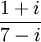 1 + i
7 − i